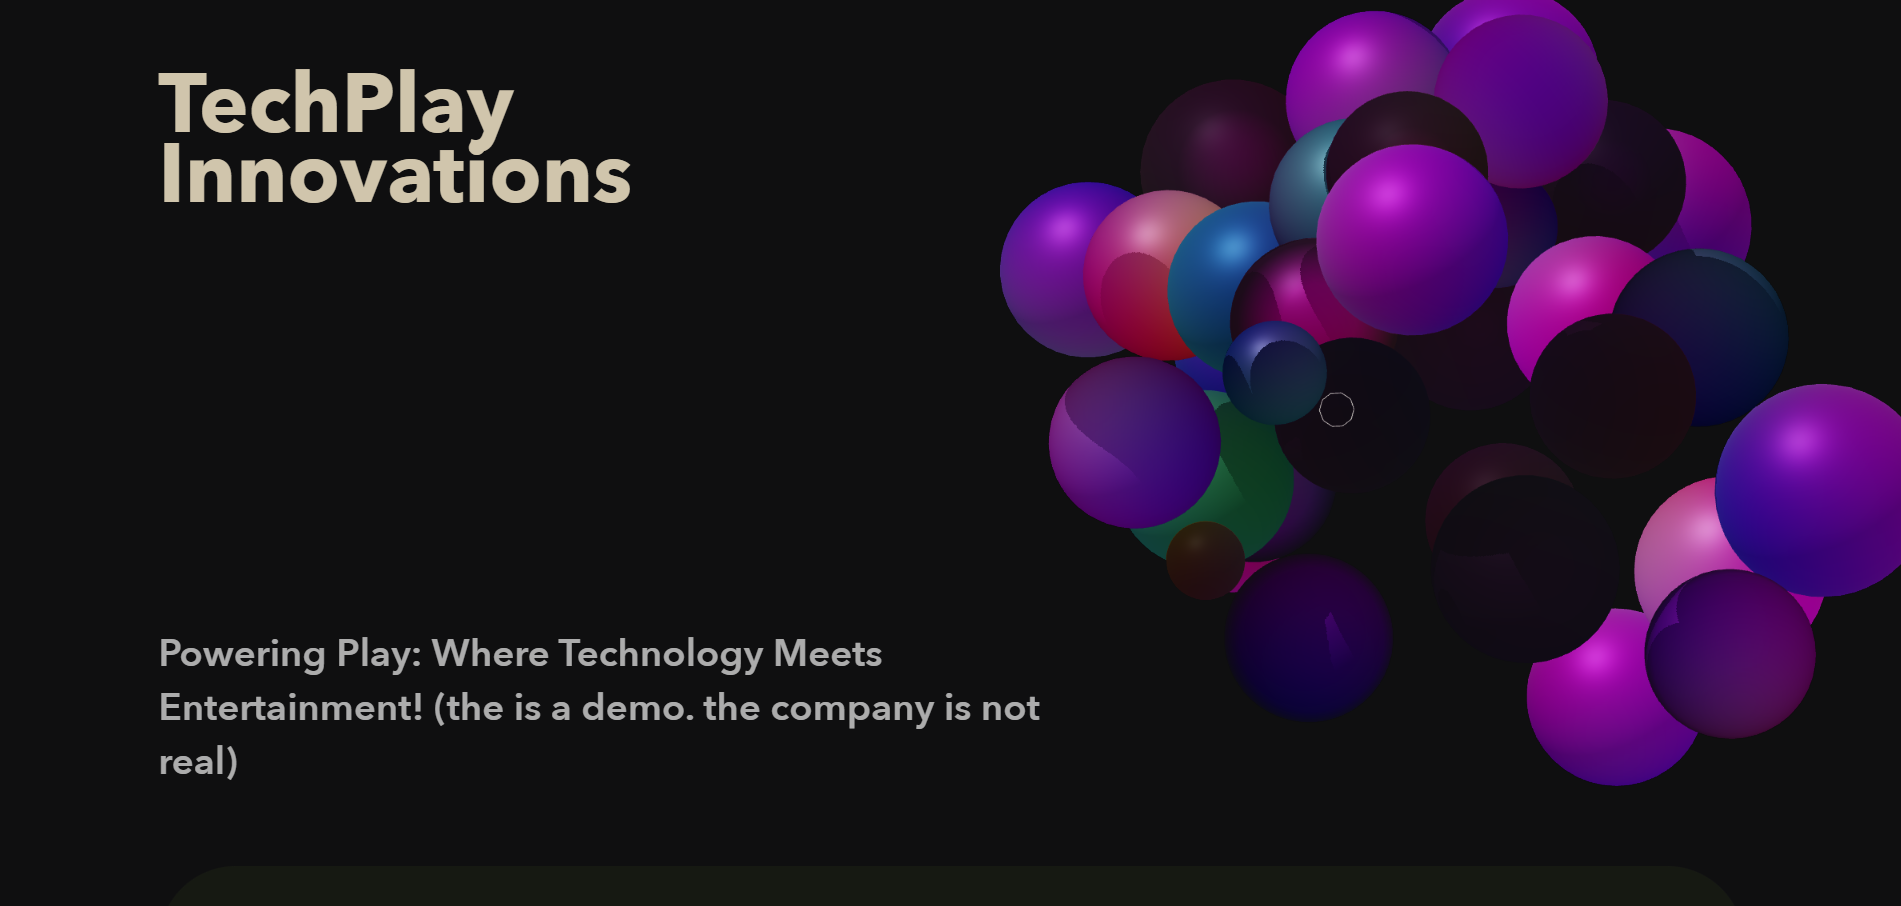 TechPlay
Innovations
Powering Play: Where Technology Meets
Entertainment! (the is a demo. the company is not
real)